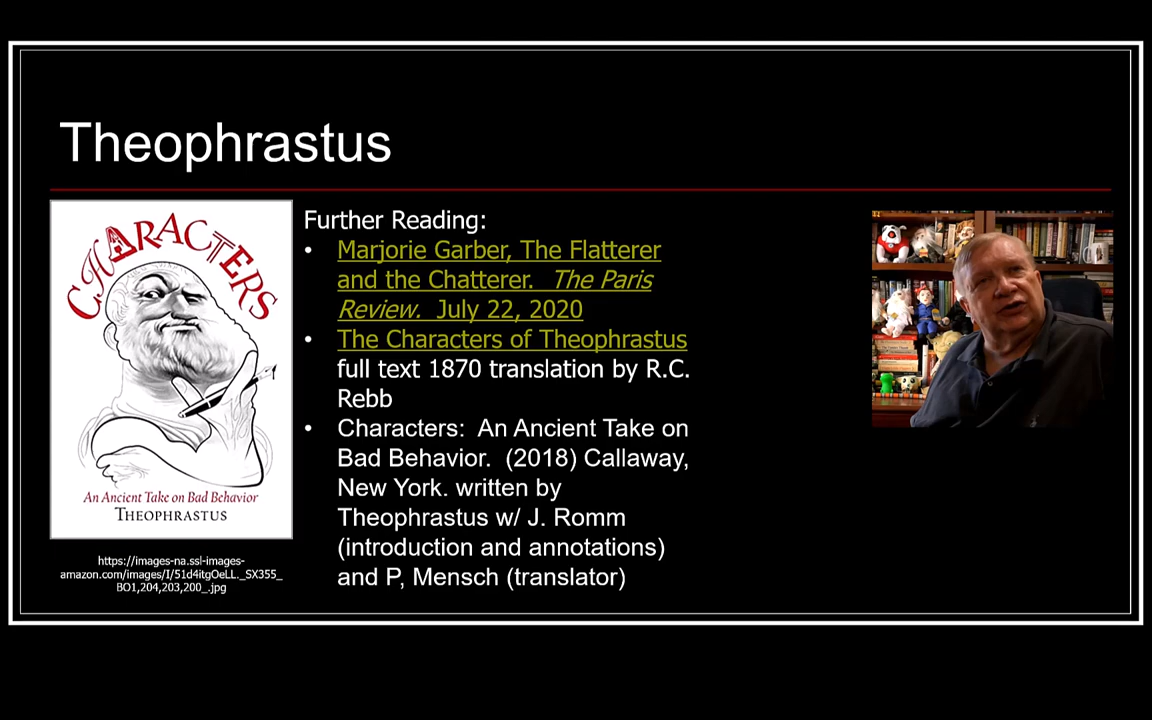 Theophrastus
CHARACTERS
An Ancient Take on Bad Behavior
THEOPHRASTUS
https://images-na.ssl-images-
amazon.com/images/I/51d4itgOeLL._SX355_
BO1,204,203,200_.jpg
Further Reading:
• Marjorie Garber, The Flatterer
and the Chatterer. The Paris
Review. July 22, 2020
• The Characters of Theophrastus
full text 1870 translation by R.C.
Rebb
• Characters: An Ancient Take on
Bad Behavior. (2018) Callaway,
New York. written by
Theophrastus w/ J. Romm
(introduction and annotations)
and P, Mensch (translator)